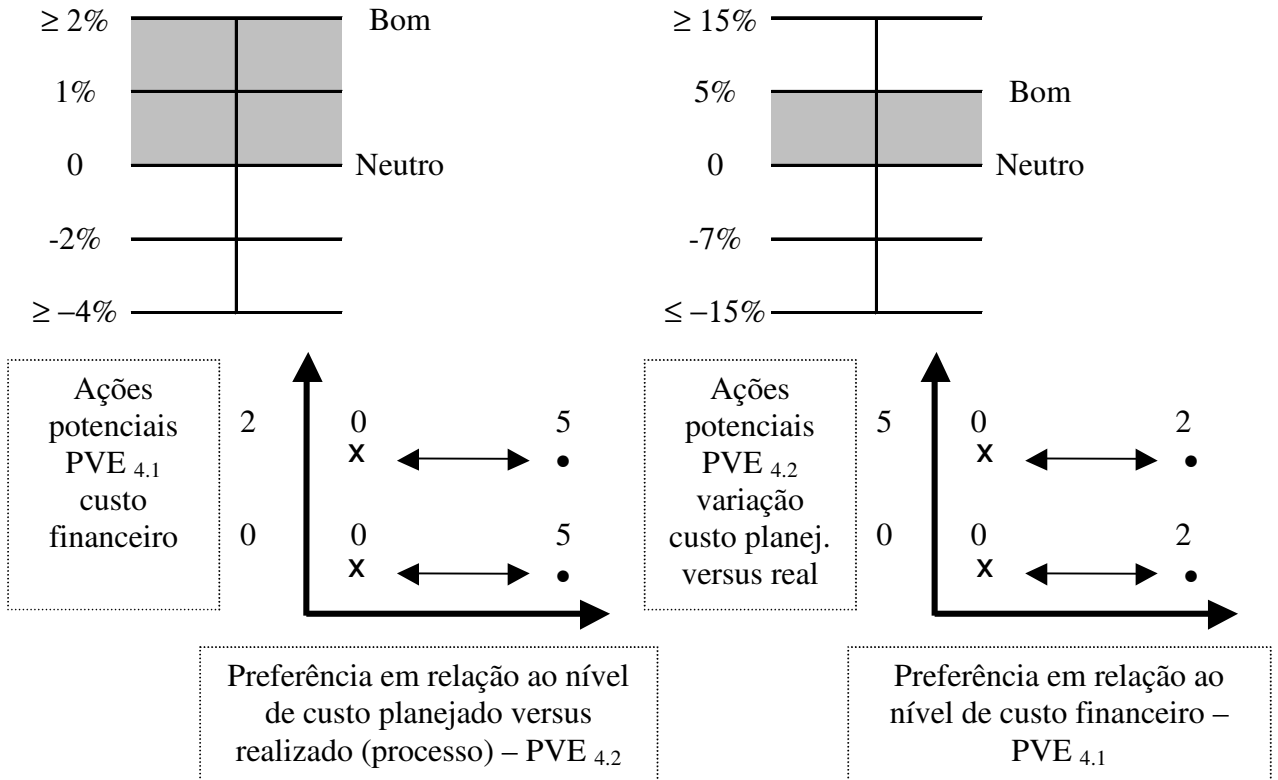 ≥ 2%
Bom
1%
0
Neutro
-2%
≥ −4%
≥ 15%
5%
Bom
0
Neutro
-7%
≤ −15%
Ações
potenciais
PVE 4.1
custo
financeiro
2
0
5
x
0
0
5
x
Preferência em relação ao nível
de custo planejado versus
realizado (processo) – PVE 4.2
Ações
potenciais
PVE 4.2
variação
custo planej.
versus real
5
0
2
x
0
0
2
x
Preferência em relação ao
nível de custo financeiro –
PVE 4.1